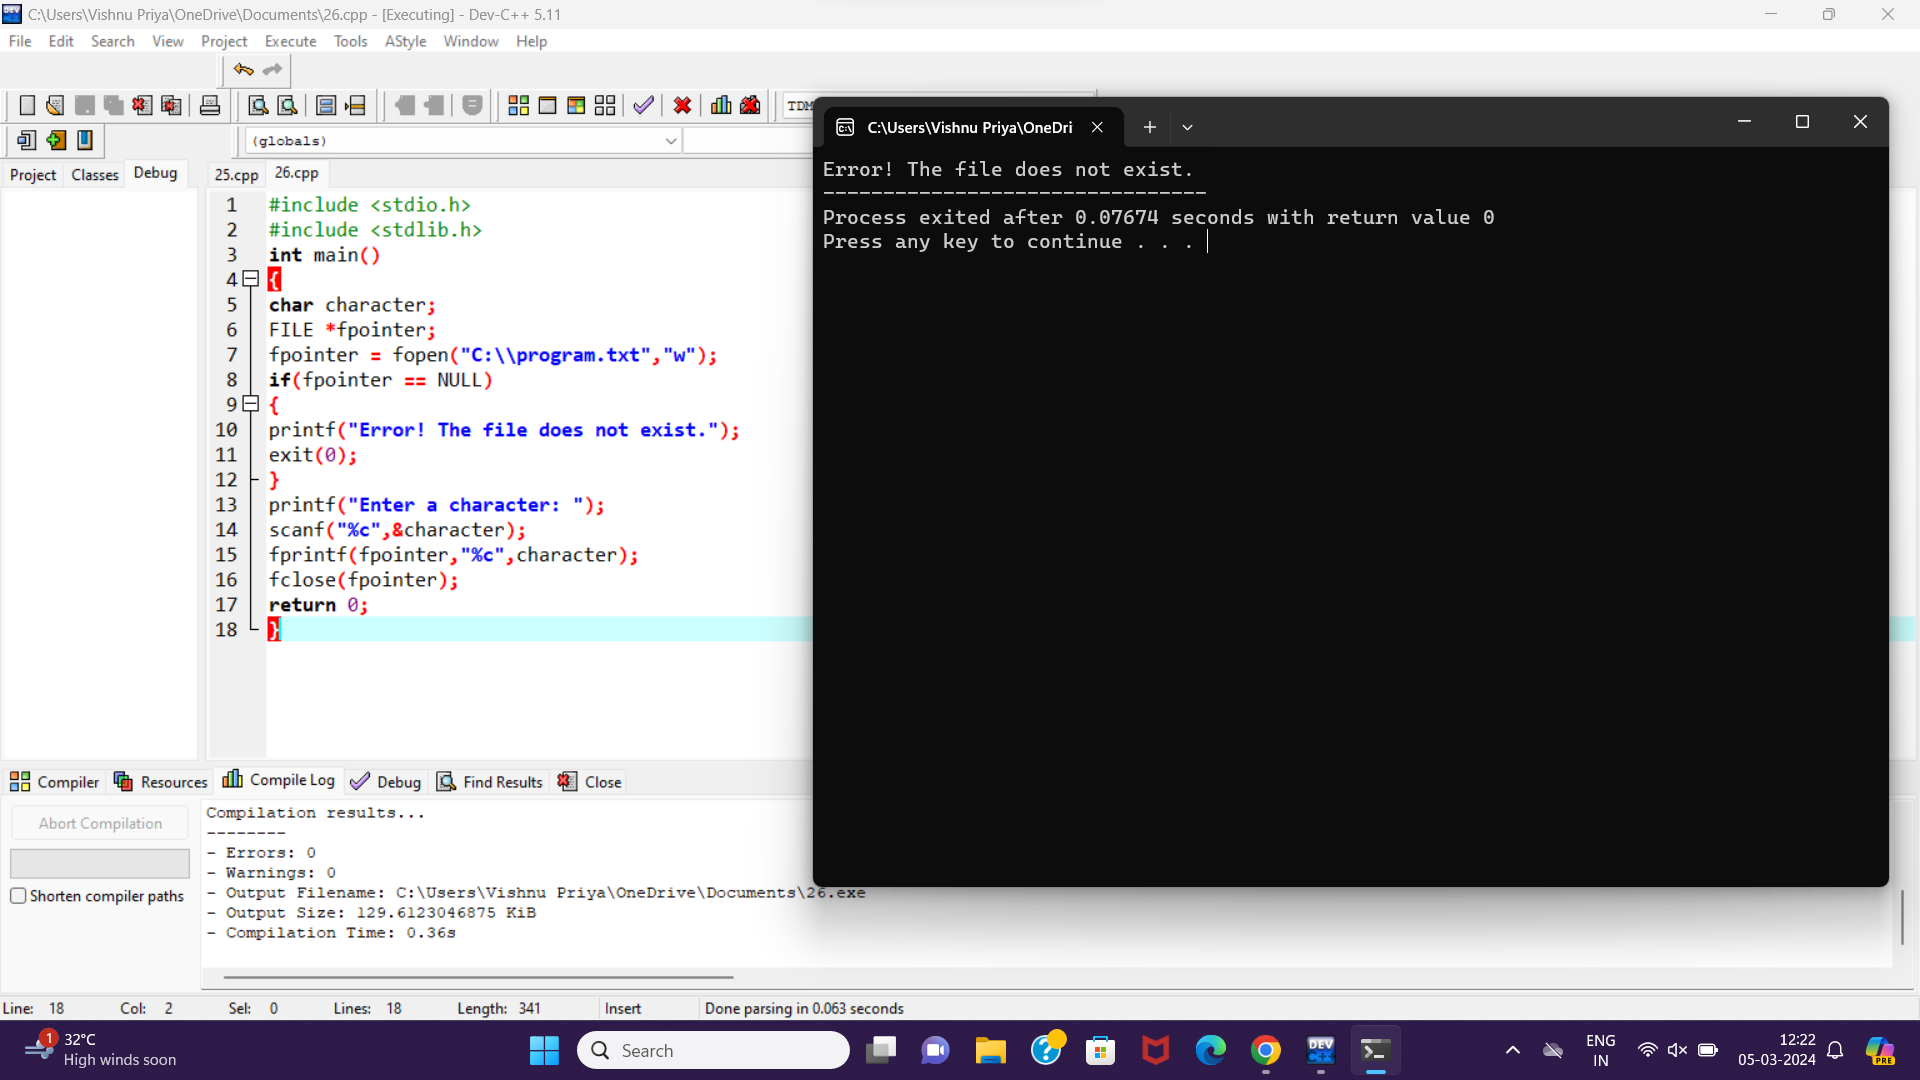 C:\Users\Vishnu Priya\OneDrive\Documents\26.cpp - [Executing] - Dev-C++ 5.11
File Edit Search View Project Execute Tools AStyle Window Help
TDM
(globals)
Project Classes Debug
25.cpp 26.cpp
1 #include <stdio.h>
2 #include <stdlib.h>
3 int main()
4 {
5 char character;
6 FILE *fpointer;
7 fpointer = fopen("C:\\program.txt","w");
8 if(fpointer == NULL)
9 {
10 printf("Error! The file does not exist.");
11 exit(0);
12 }
13 printf("Enter a character: ");
14 scanf("%c",&character);
15 fprintf(fpointer,"%c",character);
16 fclose(fpointer);
17 return 0;
18 }
C:\Users\Vishnu Priya\OneDri
Error! The file does not exist.
--------------------------------
Process exited after 0.07674 seconds with return value 0
Press any key to continue . . .
Compiler Resources Compile Log Debug Find Results Close
Abort Compilation
Shorten compiler paths
Compilation results...
--------
- Errors: 0
- Warnings: 0
- Output Filename: C:\Users\Vishnu Priya\OneDrive\Documents\26.exe
- Output Size: 129.6123046875 KiB
- Compilation Time: 0.36s
Line: 18 Col: 2 Sel: 0 Lines: 18 Length: 341 Insert Done parsing in 0.063 seconds
1
32°C
High winds soon
Search
DEV
ENG
IN
12:22
05-03-2024
PRE